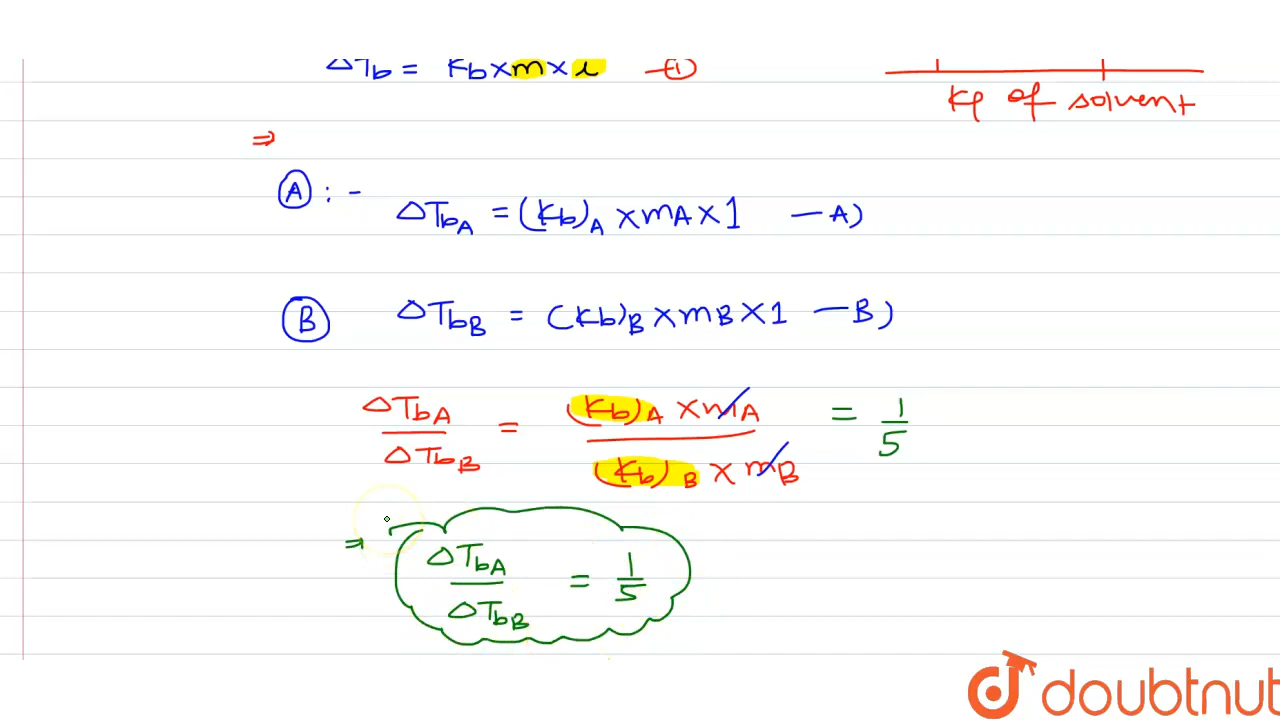 ΔTb = Kb × m × i —①
Kg of solvent
⇒
Ⓐ : -
ΔTbA = (Kb)A × mA × 1 — A)
Ⓑ ΔTbB = (Kb)B × mB × 1 — B)
ΔTbA / ΔTbB = (Kb)A × mA / (Kb)B × mB = 1/5
⇒ ΔTbA / ΔTbB = 1/5
doubtnut